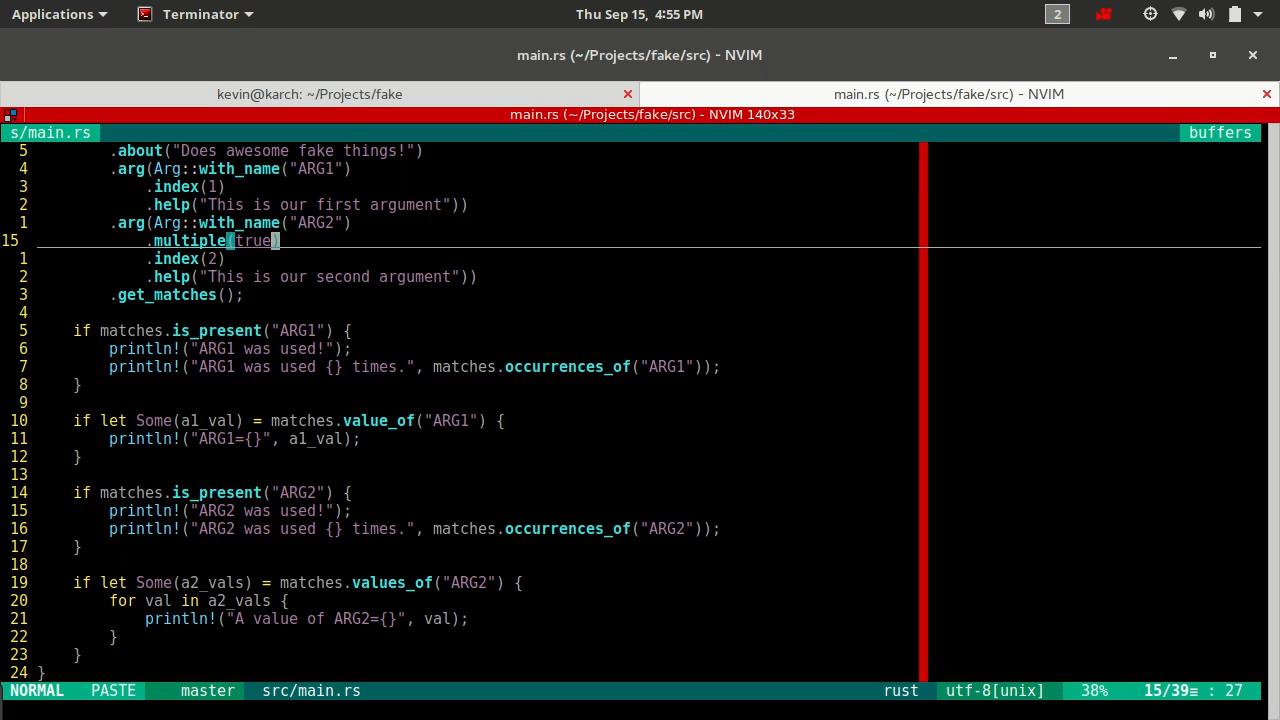 Applications Terminator Thu Sep 15, 4:55 PM 2
main.rs (~/Projects/fake/src) - NVIM
kevin@karch: ~/Projects/fake main.rs (~/Projects/fake/src) - NVIM
main.rs (~/Projects/fake/src) - NVIM 140x33
s/main.rs buffers
5         .about("Does awesome fake things!")
4         .arg(Arg::with_name("ARG1")
3             .index(1)
2             .help("This is our first argument"))
1         .arg(Arg::with_name("ARG2")
15            .multiple(true)
1             .index(2)
2             .help("This is our second argument"))
3         .get_matches();
4
5     if matches.is_present("ARG1") {
6         println!("ARG1 was used!");
7         println!("ARG1 was used {} times.", matches.occurrences_of("ARG1"));
8     }
9
10    if let Some(a1_val) = matches.value_of("ARG1") {
11        println!("ARG1={}", a1_val);
12    }
13
14    if matches.is_present("ARG2") {
15        println!("ARG2 was used!");
16        println!("ARG2 was used {} times.", matches.occurrences_of("ARG2"));
17    }
18
19    if let Some(a2_vals) = matches.values_of("ARG2") {
20        for val in a2_vals {
21            println!("A value of ARG2={}", val);
22        }
23    }
24 }
NORMAL PASTE master src/main.rs rust utf-8[unix] 38% 15/39≡ : 27